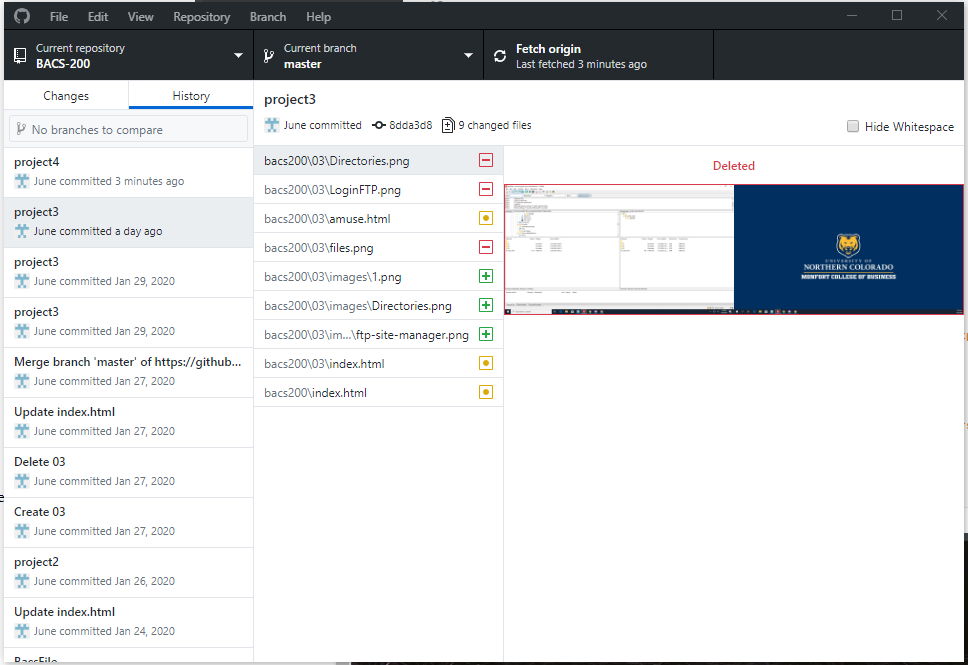 File Edit View Repository Branch Help
Current repository
BACS-200
Current branch
master
Fetch origin
Last fetched 3 minutes ago
Changes
History
No branches to compare
project4
June committed 3 minutes ago
project3
June committed a day ago
project3
June committed Jan 29, 2020
project3
June committed Jan 29, 2020
Merge branch 'master' of https://github...
June committed Jan 27, 2020
Update index.html
June committed Jan 27, 2020
Delete 03
June committed Jan 27, 2020
Create 03
June committed Jan 27, 2020
project2
June committed Jan 26, 2020
Update index.html
June committed Jan 24, 2020
BacsFile
project3
June committed 8dda3d8 9 changed files
Hide Whitespace
bacs200\03\Directories.png
bacs200\03\LoginFTP.png
bacs200\03\amuse.html
bacs200\03\files.png
bacs200\03\images\1.png
bacs200\03\images\Directories.png
bacs200\03\im...\ftp-site-manager.png
bacs200\03\index.html
bacs200\index.html
Deleted
UNIVERSITY OF
NORTHERN COLORADO
MONFORT COLLEGE OF BUSINESS